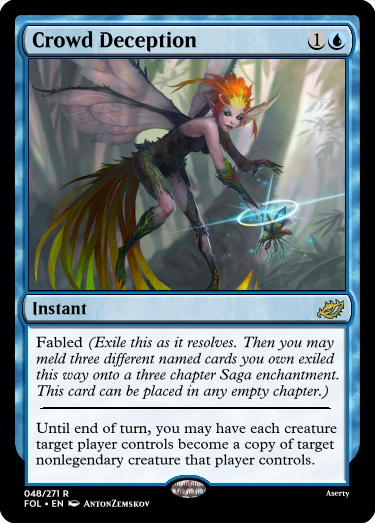 Crowd Deception 1
Instant
Fabled (Exile this as it resolves. Then you may
meld three different named cards you own exiled
this way onto a three chapter Saga enchantment.
This card can be placed in any empty chapter.)
Until end of turn, you may have each creature
target player controls become a copy of target
nonlegendary creature that player controls.
048/271 R
Aserty
FOL • EN AntonZemskov